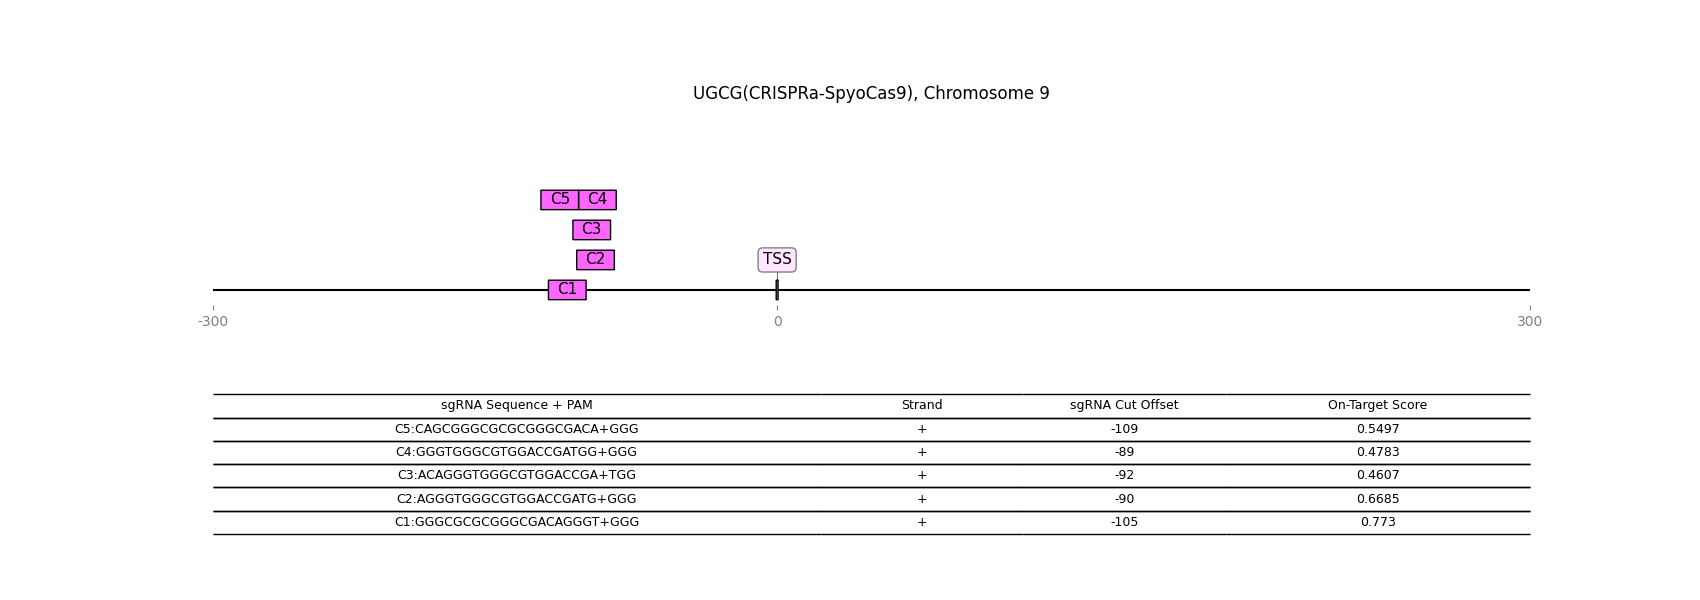 UGCG(CRISPRa-SpyoCas9), Chromosome 9
C5 C4
C3
C2 TSS
C1
-300 0 300
sgRNA Sequence + PAM Strand sgRNA Cut Offset On-Target Score
C5:CAGCGGGCGCGCGGGCGACA+GGG + -109 0.5497
C4:GGGTGGGCGTGGACCGATGG+GGG + -89 0.4783
C3:ACAGGGTGGGCGTGGACCGA+TGG + -92 0.4607
C2:AGGGTGGGCGTGGACCGATG+GGG + -90 0.6685
C1:GGGCGCGCGGGCGACAGGGT+GGG + -105 0.773